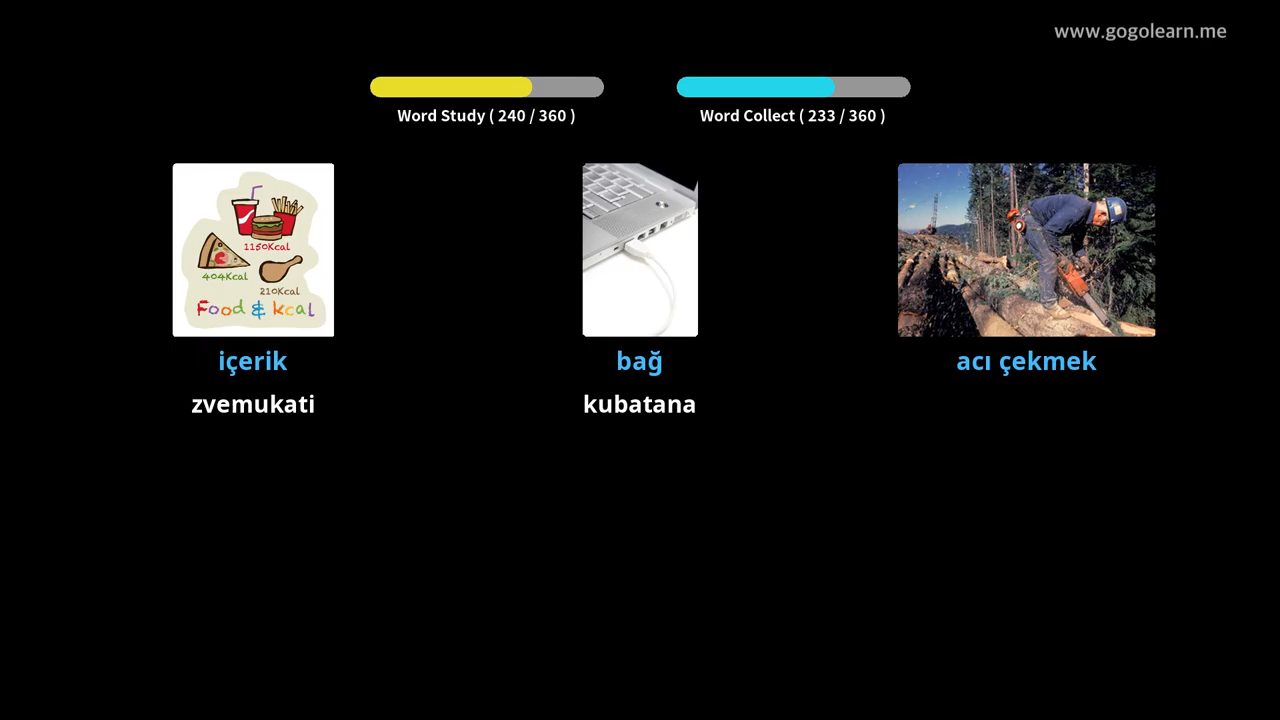 www.gogolearn.me
Word Study ( 240 / 360 )
Word Collect ( 233 / 360 )
1150Kcal
404Kcal
210Kcal
Food & kcal
içerik
bağ
acı çekmek
zvemukati
kubatana